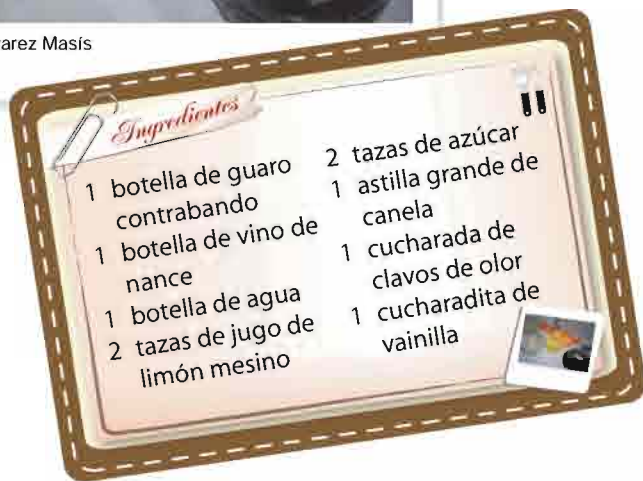 arez Masís
Ingredientes
1 botella de guaro
contrabando
1 botella de vino de
nance
1 botella de agua
2 tazas de jugo de
limón mesino
2 tazas de azúcar
1 astilla grande de
canela
1 cucharada de
clavos de olor
1 cucharadita de
vainilla